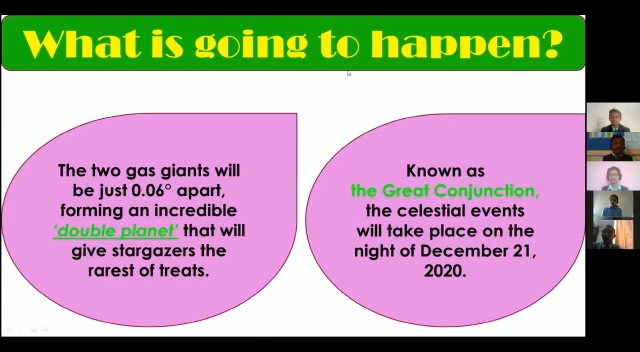 What is going to happen?
The two gas giants will
be just 0.06° apart,
forming an incredible
‘double planet’ that will
give stargazers the
rarest of treats.
Known as
the Great Conjunction,
the celestial events
will take place on the
night of December 21,
2020.